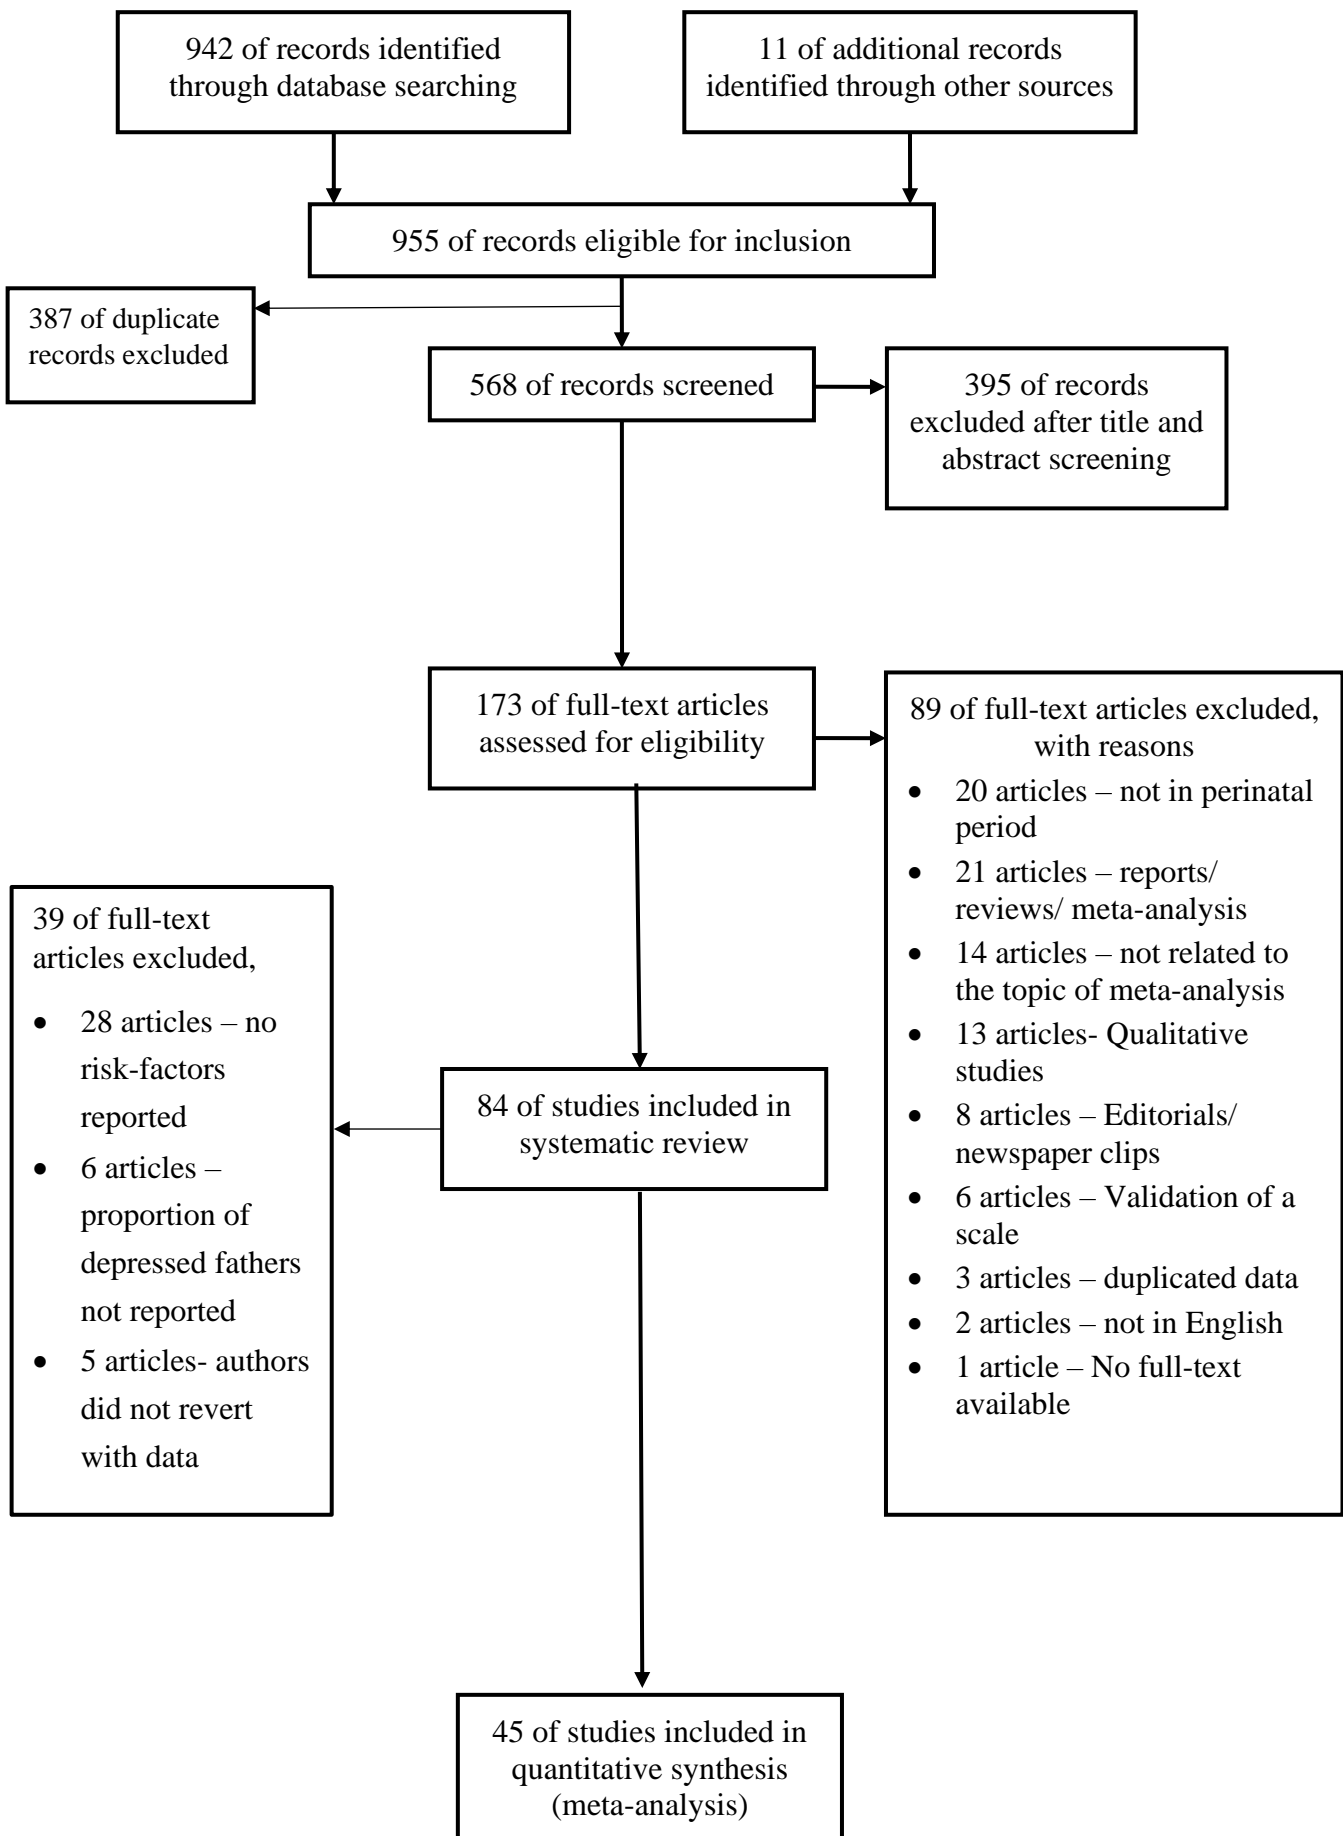 942 of records identified
through database searching
11 of additional records
identified through other sources
955 of records eligible for inclusion
387 of duplicate
records excluded
568 of records screened
395 of records
excluded after title and
abstract screening
173 of full-text articles
assessed for eligibility
89 of full-text articles excluded,
with reasons
• 20 articles – not in perinatal
period
• 21 articles – reports/
reviews/ meta-analysis
• 14 articles – not related to
the topic of meta-analysis
• 13 articles- Qualitative
studies
• 8 articles – Editorials/
newspaper clips
• 6 articles – Validation of a
scale
• 3 articles – duplicated data
• 2 articles – not in English
• 1 article – No full-text
available
84 of studies included in
systematic review
39 of full-text
articles excluded,
• 28 articles – no
risk-factors
reported
• 6 articles –
proportion of
depressed fathers
not reported
• 5 articles- authors
did not revert
with data
45 of studies included in
quantitative synthesis
(meta-analysis)